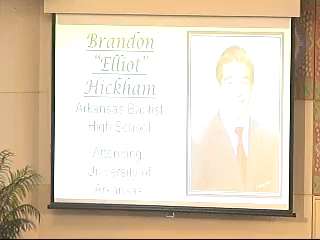 Brandon
"Elliot"
Hickham
Arkansas Baptist
High School
Attending:
University of
Arkansas